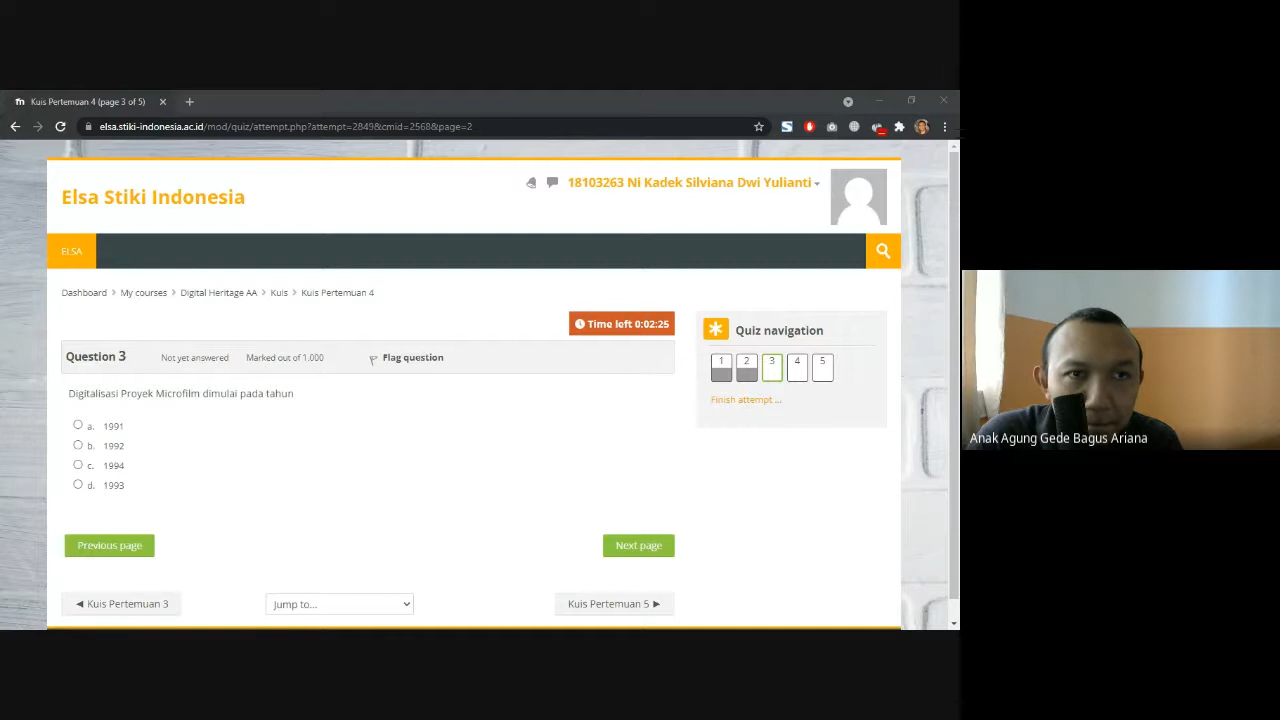 Kuis Pertemuan 4 (page 3 of 5)
elsa.stiki-indonesia.ac.id/mod/quiz/attempt.php?attempt=2849&cmid=2568&page=2
Elsa Stiki Indonesia
18103263 Ni Kadek Silviana Dwi Yulianti
ELSA
Dashboard My courses Digital Heritage AA Kuis Kuis Pertemuan 4
Time left 0:02:25
Question 3 Not yet answered Marked out of 1.000 Flag question
Digitalisasi Proyek Microfilm dimulai pada tahun
a. 1991
b. 1992
c. 1994
d. 1993
Previous page
Next page
◀ Kuis Pertemuan 3
Jump to...
Kuis Pertemuan 5 ▶
Quiz navigation
1 2 3 4 5
Finish attempt ...
Anak Agung Gede Bagus Ariana